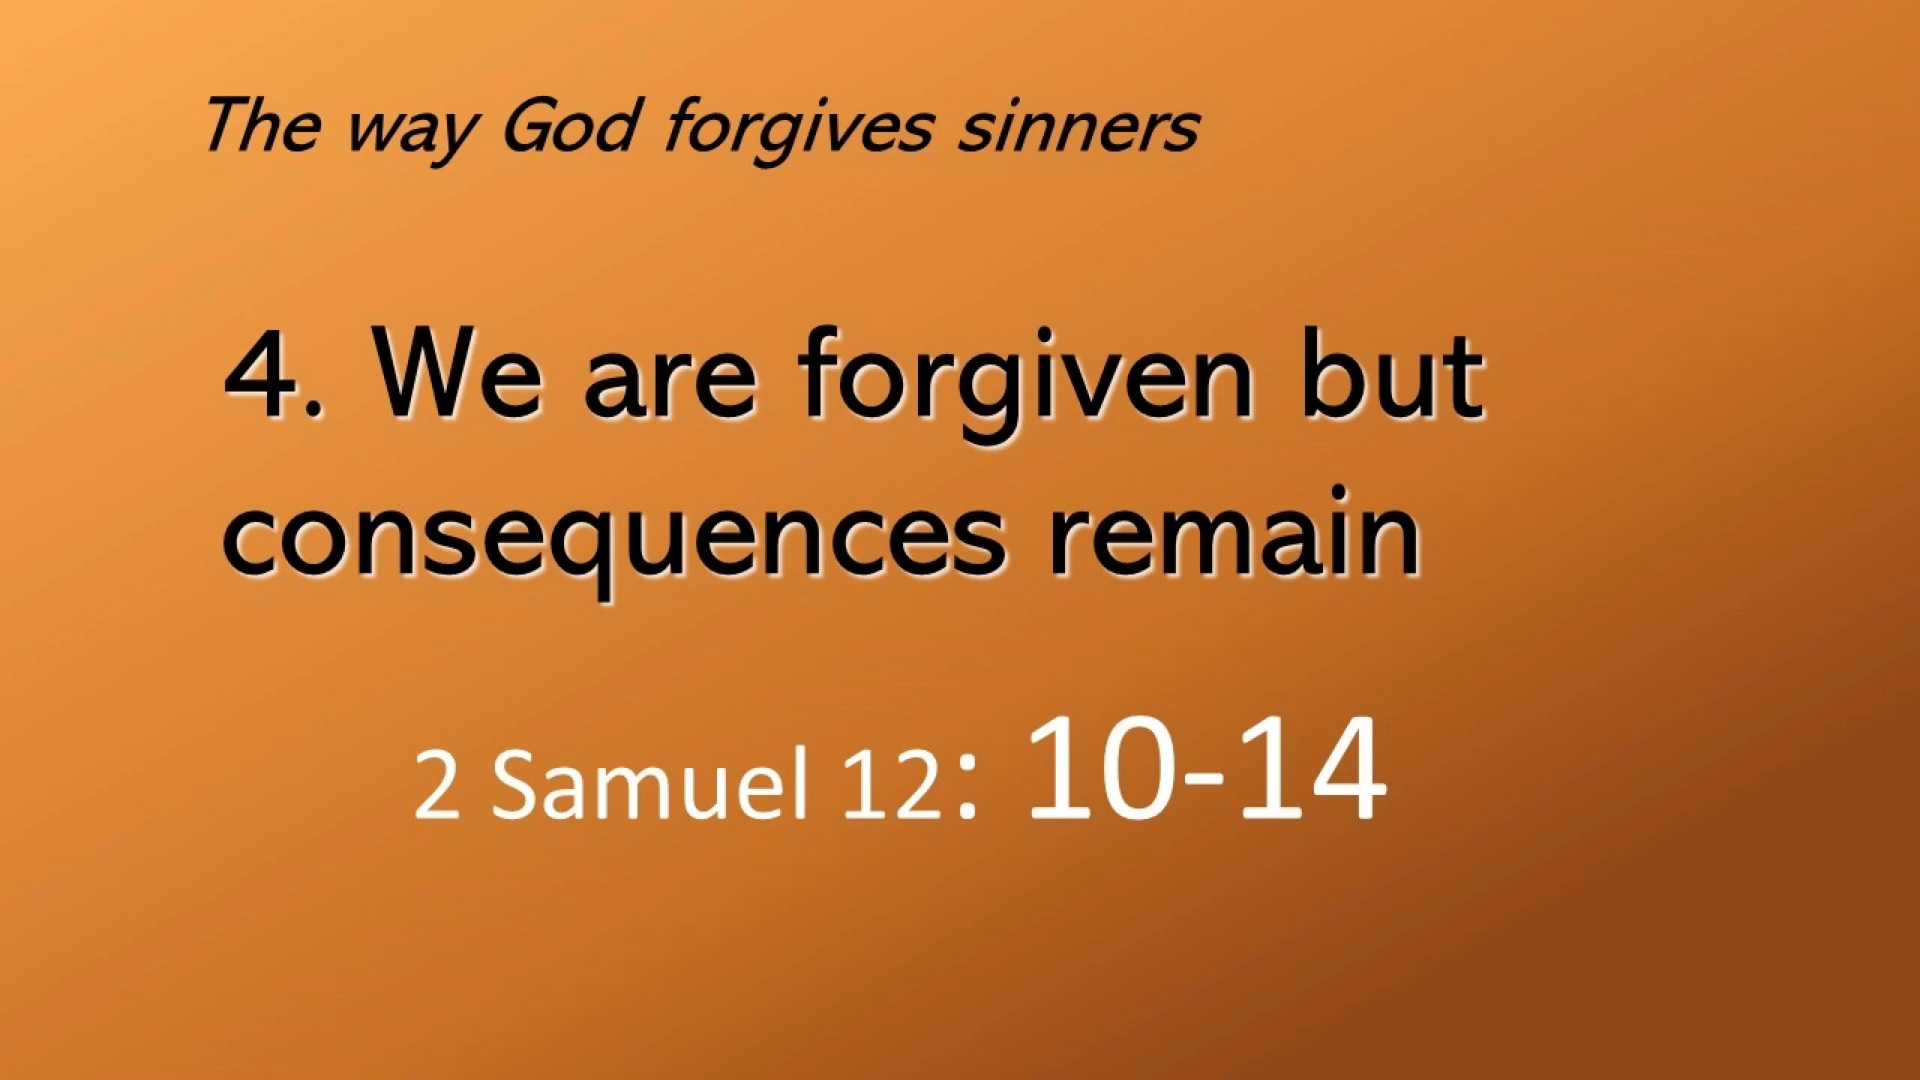 The way God forgives sinners
4. We are forgiven but
consequences remain
2 Samuel 12: 10-14